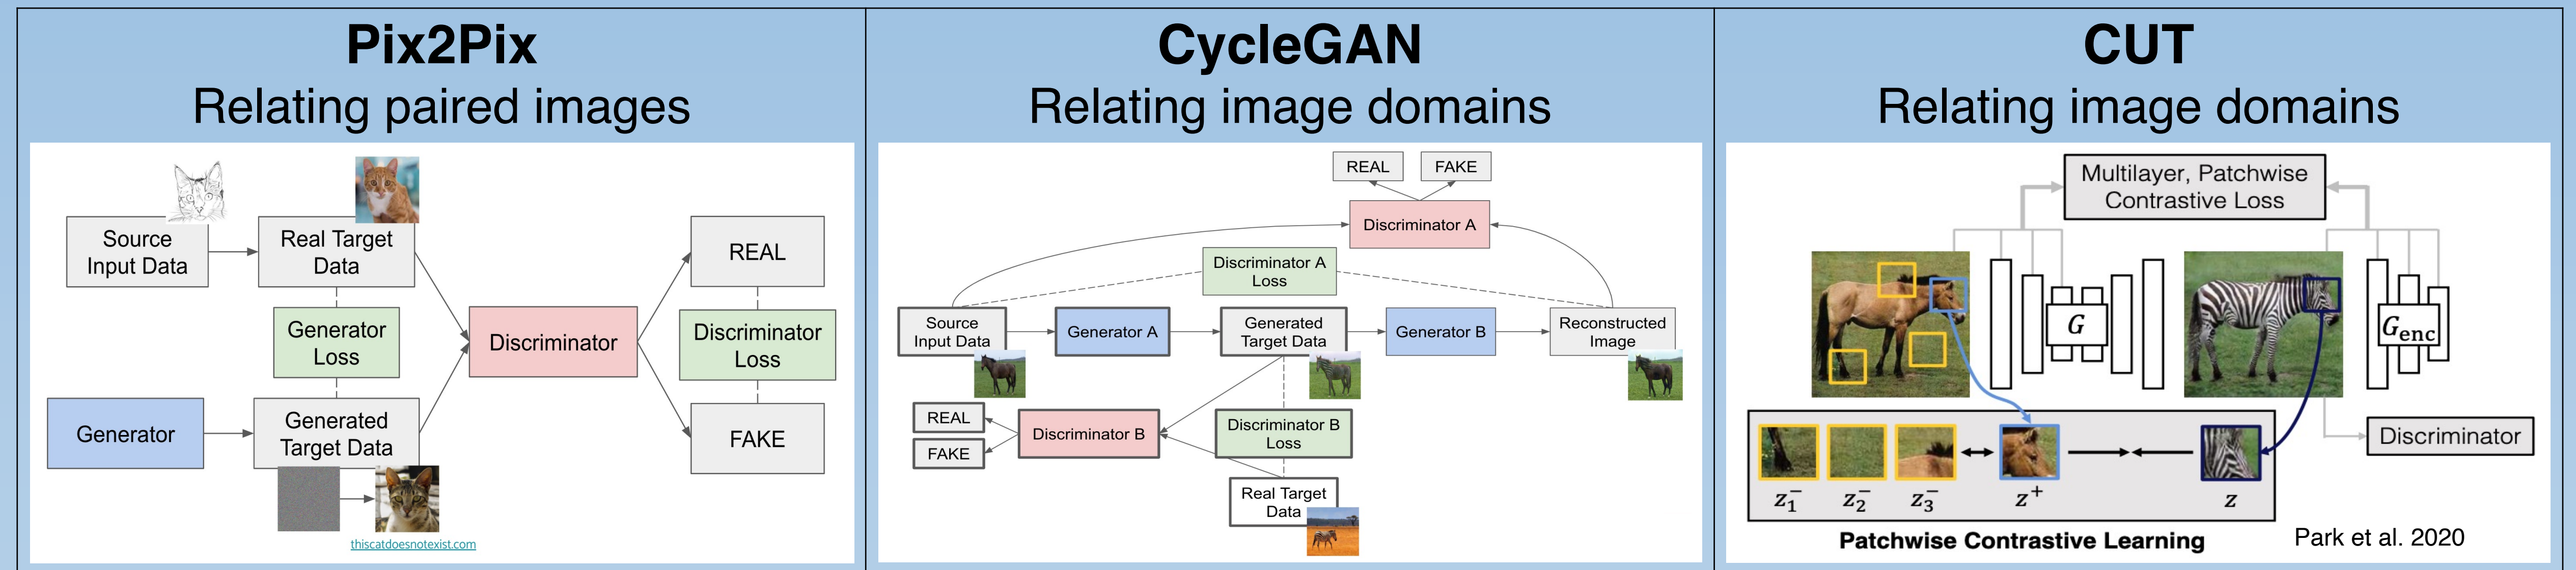 Pix2Pix
Relating paired images
Source
Input Data
Real Target
Data
REAL
Generator
Loss
Discriminator
Discriminator
Loss
Generator
Generated
Target Data
FAKE
thiscatdoesnotexist.com
CycleGAN
Relating image domains
REAL
FAKE
Discriminator A
Discriminator A
Loss
Source
Input Data
Generator A
Generated
Target Data
Generator B
Reconstructed
Image
REAL
FAKE
Discriminator B
Discriminator B
Loss
Real Target
Data
CUT
Relating image domains
Multilayer, Patchwise
Contrastive Loss
G
G_enc
Discriminator
z₁⁻ z₂⁻ z₃⁻ z⁺ z
Patchwise Contrastive Learning
Park et al. 2020